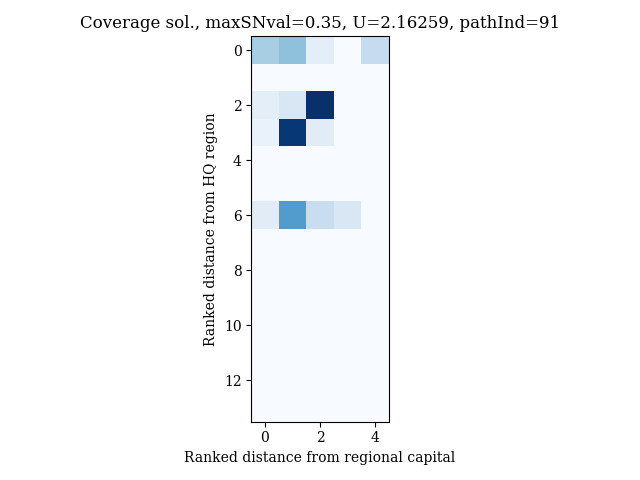 Coverage sol., maxSNval=0.35, U=2.16259, pathInd=91
0
2
4
6
8
10
12
Ranked distance from HQ region
0 2 4
Ranked distance from regional capital